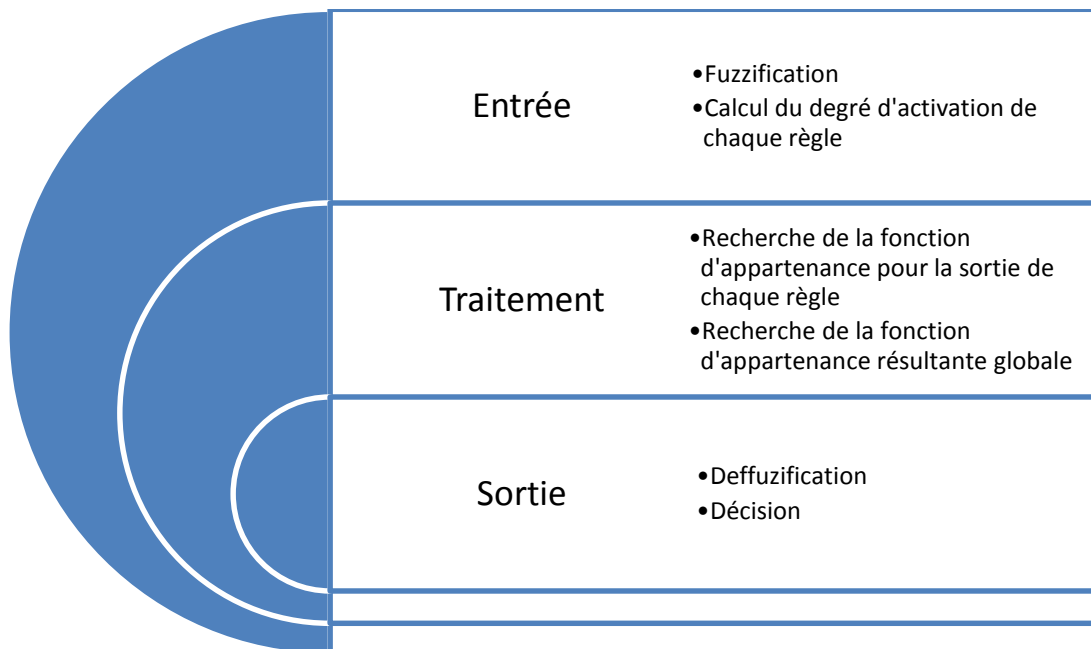 Entrée
•Fuzzification
•Calcul du degré d'activation de
chaque règle
Traitement
•Recherche de la fonction
d'appartenance pour la sortie de
chaque règle
•Recherche de la fonction
d'appartenance résultante globale
Sortie
•Deffuzification
•Décision